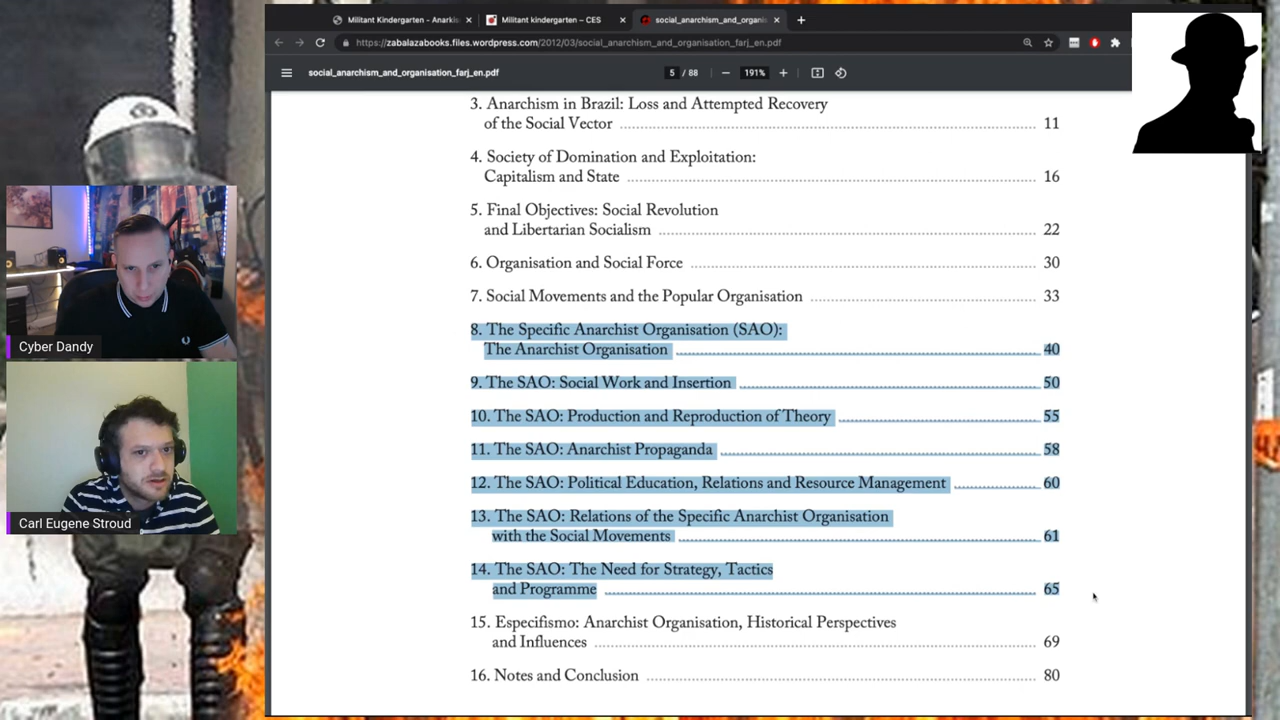 Militant Kindergarten - Anarki
Militant kindergarten – CES
social_anarchism_and_organi
https://zabalazabooks.files.wordpress.com/2012/03/social_anarchism_and_organisation_farj_en.pdf
social_anarchism_and_organisation_farj_en.pdf
5 / 88
191%
3. Anarchism in Brazil: Loss and Attempted Recovery
of the Social Vector 11
4. Society of Domination and Exploitation:
Capitalism and State 16
5. Final Objectives: Social Revolution
and Libertarian Socialism 22
6. Organisation and Social Force 30
7. Social Movements and the Popular Organisation 33
8. The Specific Anarchist Organisation (SAO):
The Anarchist Organisation 40
9. The SAO: Social Work and Insertion 50
10. The SAO: Production and Reproduction of Theory 55
11. The SAO: Anarchist Propaganda 58
12. The SAO: Political Education, Relations and Resource Management 60
13. The SAO: Relations of the Specific Anarchist Organisation
with the Social Movements 61
14. The SAO: The Need for Strategy, Tactics
and Programme 65
15. Especifismo: Anarchist Organisation, Historical Perspectives
and Influences 69
16. Notes and Conclusion 80
Cyber Dandy
Carl Eugene Stroud